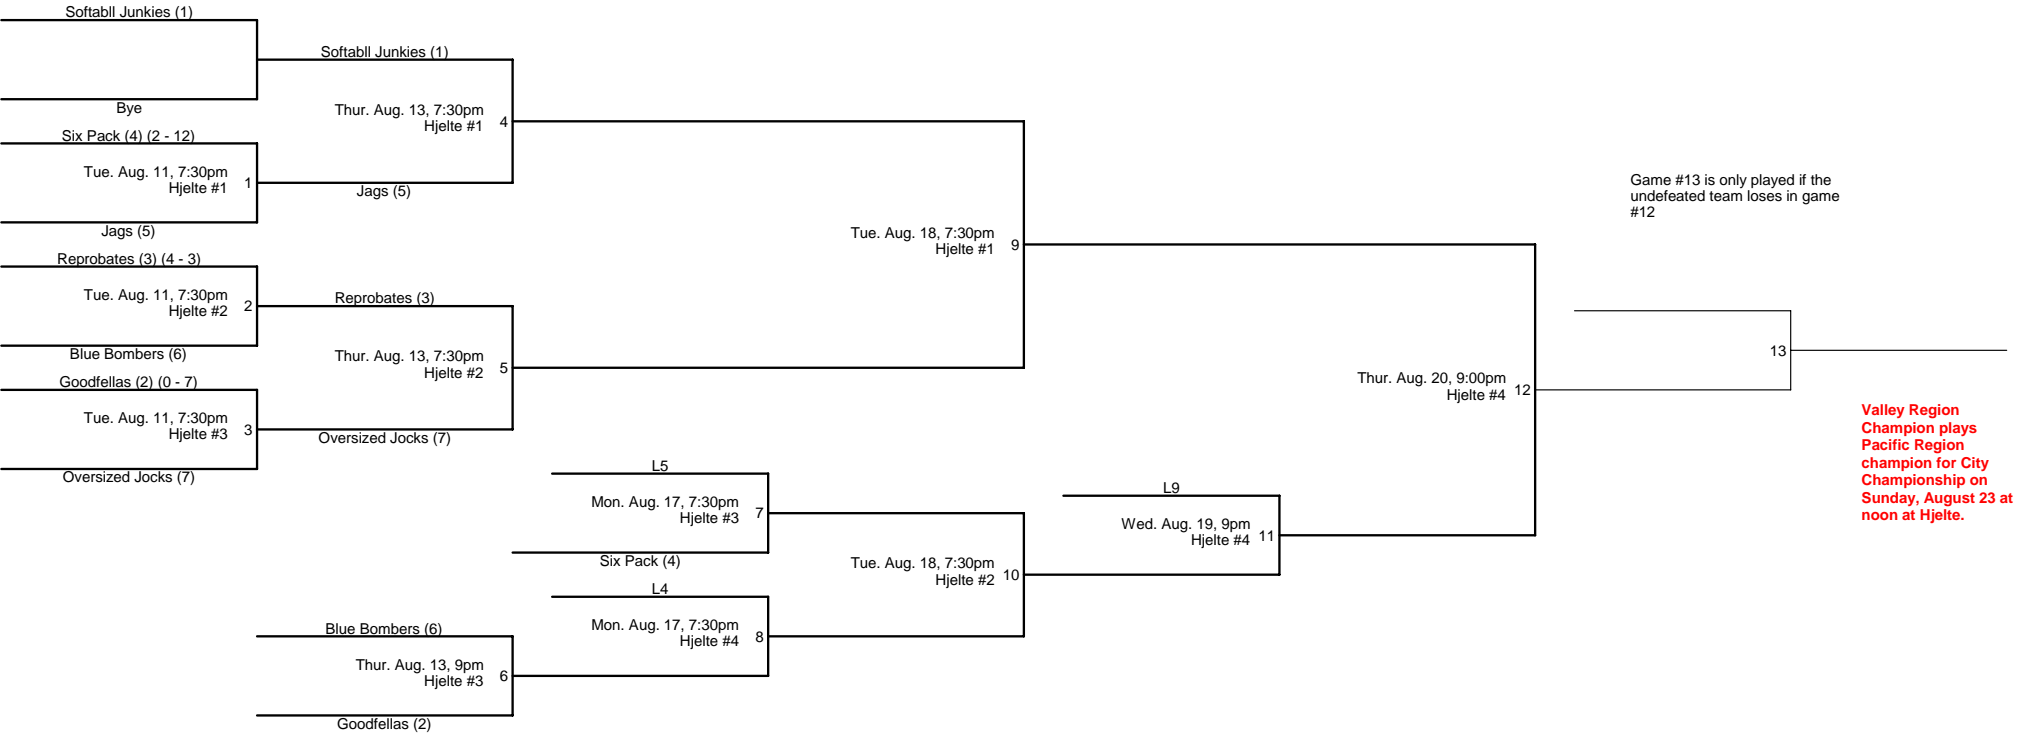 Softabll Junkies (1)
Bye
Six Pack (4) (2 - 12)
Tue. Aug. 11, 7:30pm
Hjelte #1
1
Jags (5)
Reprobates (3) (4 - 3)
Tue. Aug. 11, 7:30pm
Hjelte #2
2
Blue Bombers (6)
Goodfellas (2) (0 - 7)
Tue. Aug. 11, 7:30pm
Hjelte #3
3
Oversized Jocks (7)
Softabll Junkies (1)
Thur. Aug. 13, 7:30pm
Hjelte #1
4
Jags (5)
Reprobates (3)
Thur. Aug. 13, 7:30pm
Hjelte #2
5
Oversized Jocks (7)
Blue Bombers (6)
Thur. Aug. 13, 9pm
Hjelte #3
6
Goodfellas (2)
L5
Mon. Aug. 17, 7:30pm
Hjelte #3
7
Six Pack (4)
L4
Mon. Aug. 17, 7:30pm
Hjelte #4
8
Tue. Aug. 18, 7:30pm
Hjelte #1
9
Tue. Aug. 18, 7:30pm
Hjelte #2
10
L9
Wed. Aug. 19, 9pm
Hjelte #4
11
Thur. Aug. 20, 9:00pm
Hjelte #4
12
Game #13 is only played if the
undefeated team loses in game
#12
13
Valley Region
Champion plays
Pacific Region
champion for City
Championship on
Sunday, August 23 at
noon at Hjelte.